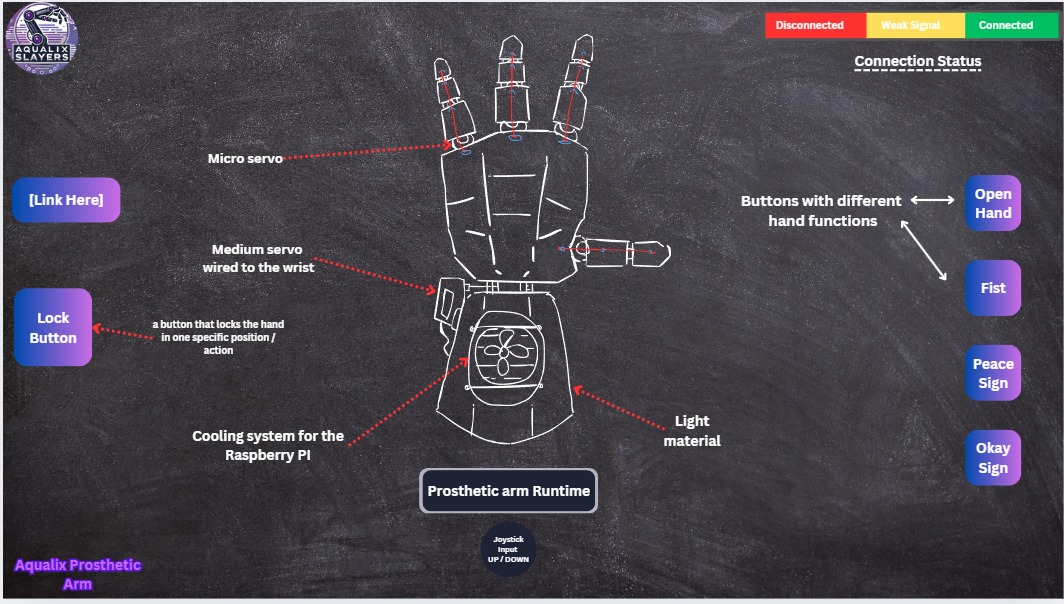 AQUALIX
SLAYERS
Disconnected
Weak Signal
Connected
Connection Status
Micro servo
[Link Here]
Buttons with different
hand functions
Open
Hand
Medium servo
wired to the wrist
Fist
Lock
Button
a button that locks the hand
in one specific position /
action
Peace
Sign
Cooling system for the
Raspberry PI
Light
material
Okay
Sign
Prosthetic arm Runtime
Joystick
Input
UP / DOWN
Aqualix Prosthetic
Arm